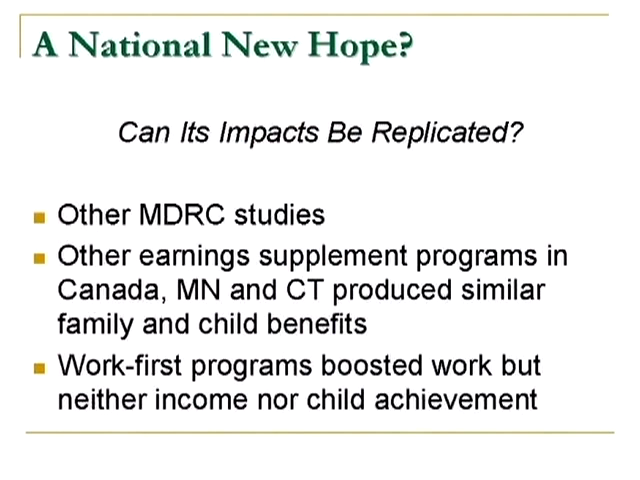 A National New Hope?
Can Its Impacts Be Replicated?
Other MDRC studies
Other earnings supplement programs in
Canada, MN and CT produced similar
family and child benefits
Work-first programs boosted work but
neither income nor child achievement